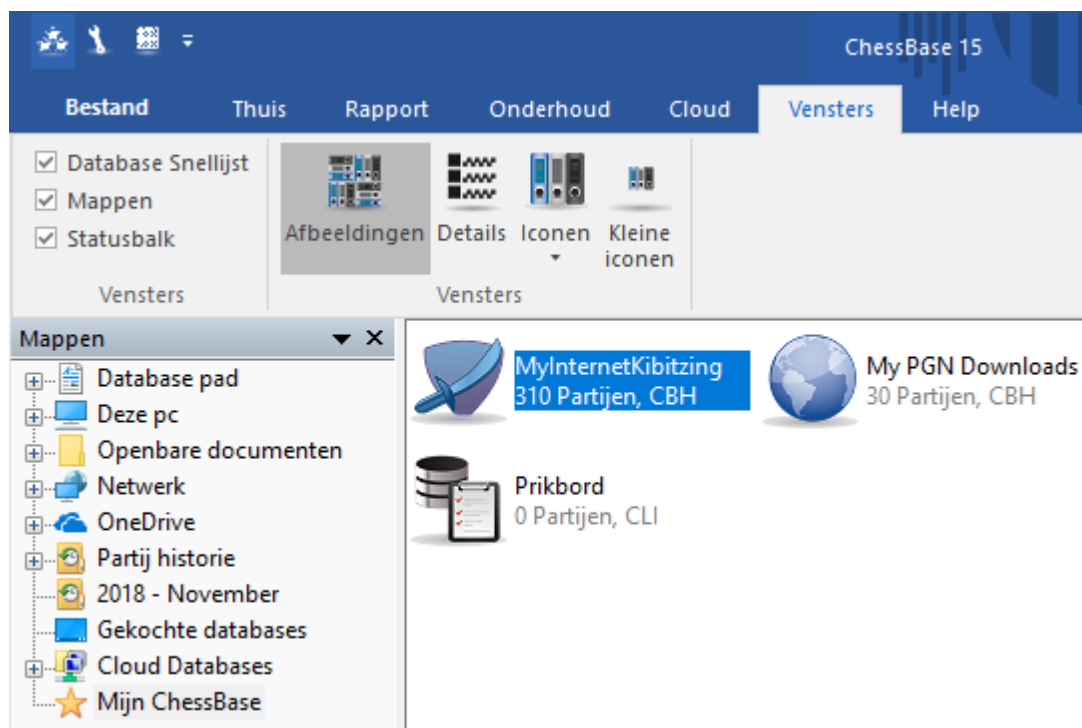 ChessBase 15
Bestand Thuis Rapport Onderhoud Cloud Vensters Help
Database Snellijst
Mappen
Statusbalk
Vensters
Afbeeldingen Details Iconen Kleine iconen
Vensters
Mappen
Database pad
Deze pc
Openbare documenten
Netwerk
OneDrive
Partij historie
2018 - November
Gekochte databases
Cloud Databases
Mijn ChessBase
MyInternetKibitzing
310 Partijen, CBH
My PGN Downloads
30 Partijen, CBH
Prikbord
0 Partijen, CLI